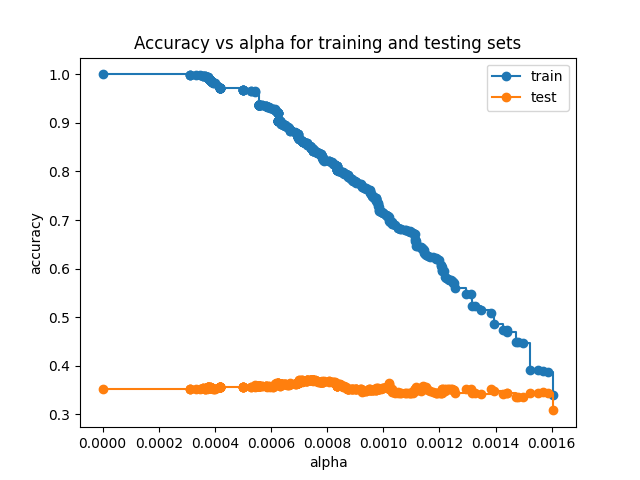 Accuracy vs alpha for training and testing sets
train
test
1.0
0.9
0.8
0.7
0.6
0.5
0.4
0.3
accuracy
0.0000 0.0002 0.0004 0.0006 0.0008 0.0010 0.0012 0.0014 0.0016
alpha